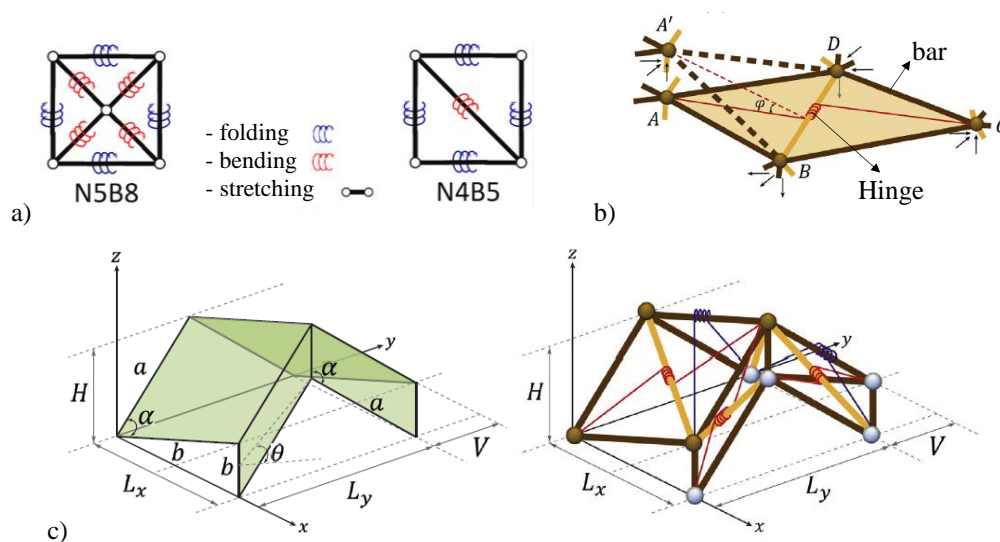 - folding
- bending
- stretching
N5B8
N4B5
a)
A'
D
bar
φ
A
C
B
Hinge
b)
z
y
H
a
α
α
a
b
b
θ
V
L_x
L_y
x
z
y
H
V
L_x
L_y
x
c)